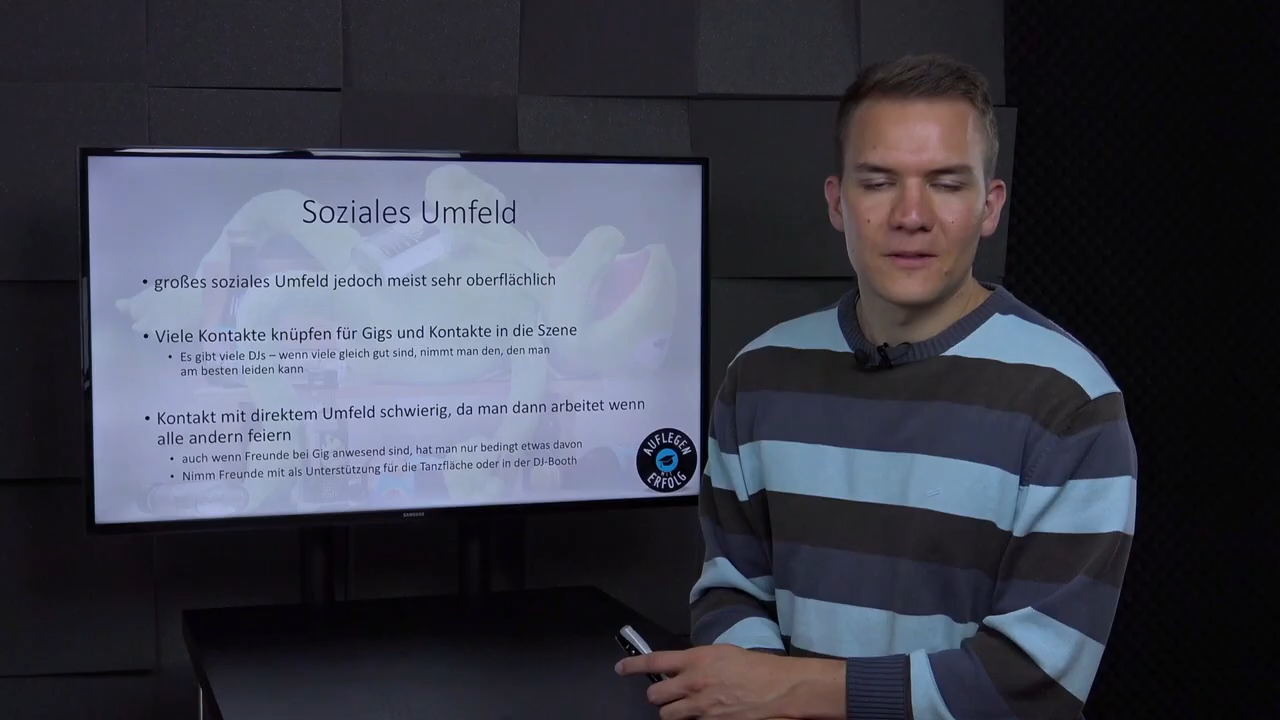 Soziales Umfeld
• großes soziales Umfeld jedoch meist sehr oberflächlich
• Viele Kontakte knüpfen für Gigs und Kontakte in die Szene
• Es gibt viele DJs – wenn viele gleich gut sind, nimmt man den, den man
am besten leiden kann
• Kontakt mit direktem Umfeld schwierig, da man dann arbeitet wenn
alle andern feiern
• auch wenn Freunde bei Gig anwesend sind, hat man nur bedingt etwas davon
• Nimm Freunde mit als Unterstützung für die Tanzfläche oder in der DJ-Booth
AUFLEGEN
MIT
ERFOLG
SAMSUNG